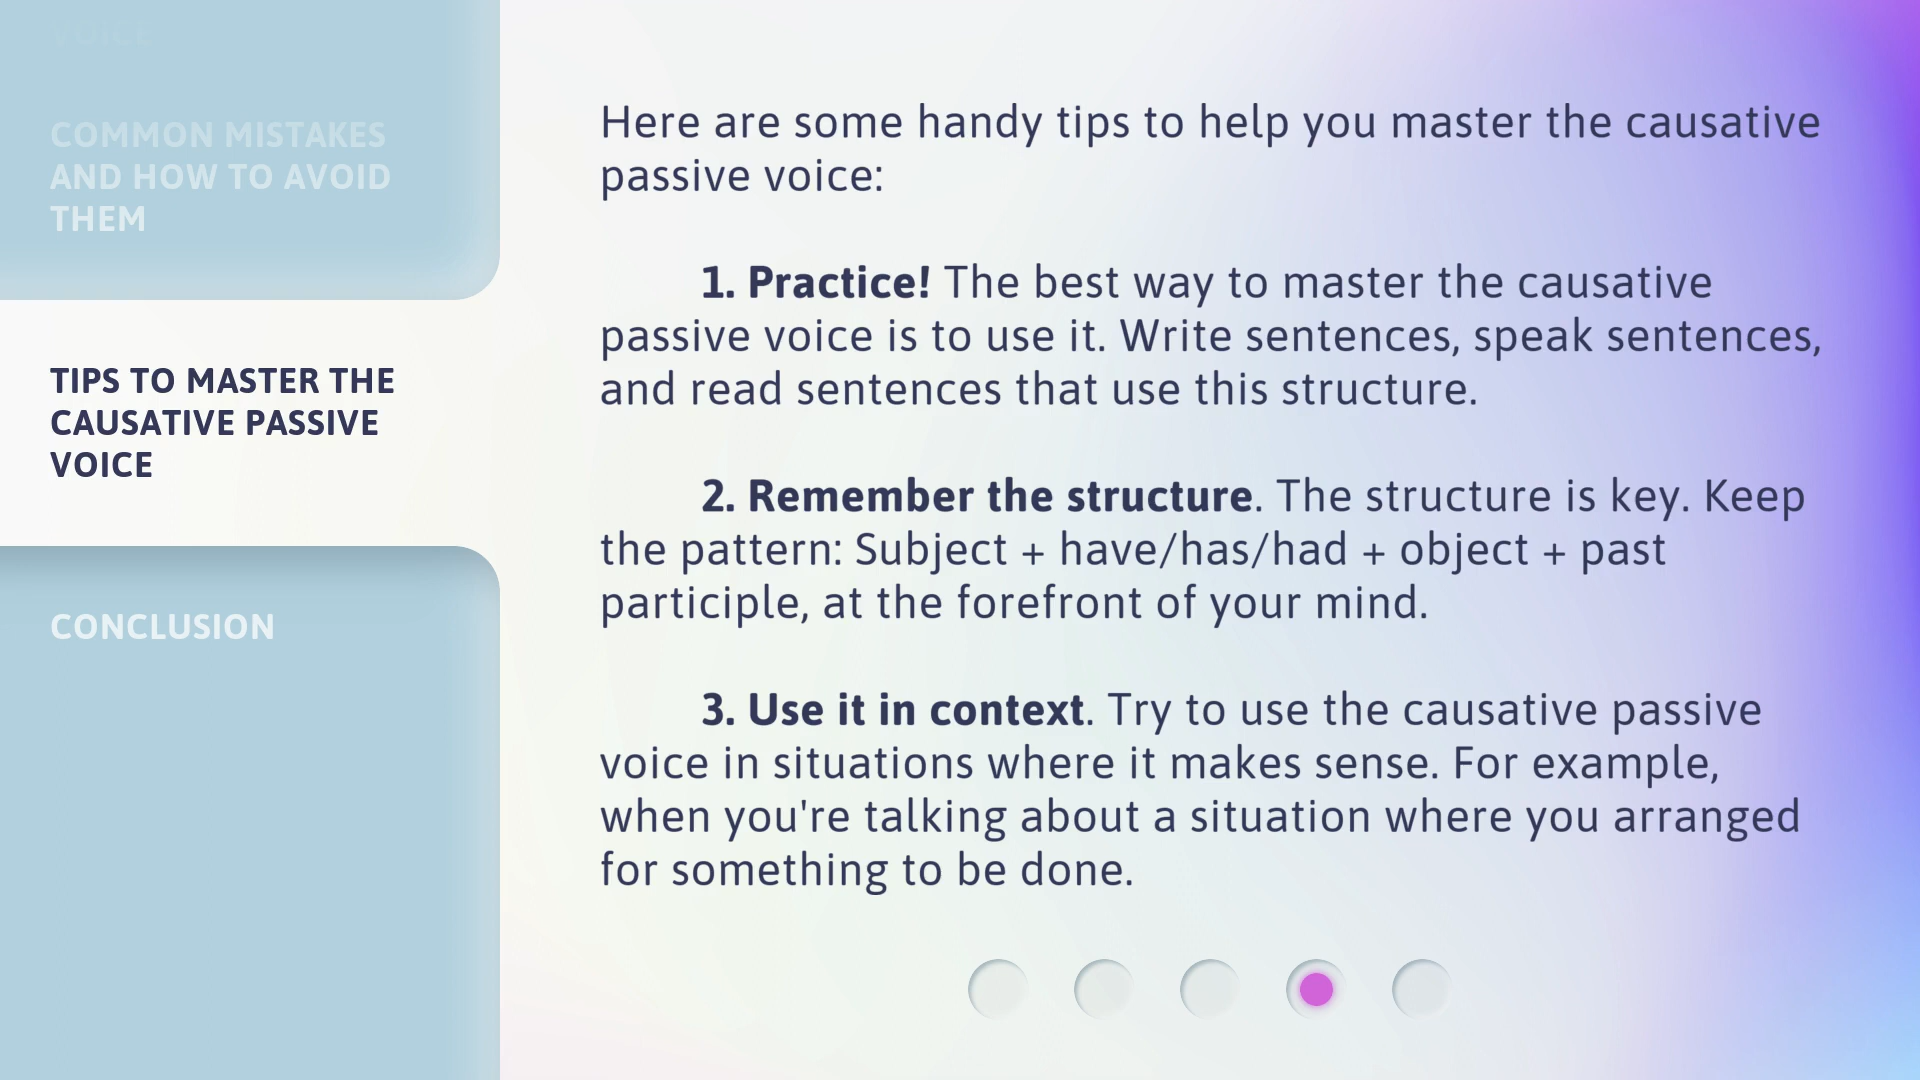 VOICE
COMMON MISTAKES
AND HOW TO AVOID
THEM
TIPS TO MASTER THE
CAUSATIVE PASSIVE
VOICE
CONCLUSION
Here are some handy tips to help you master the causative
passive voice:
1. Practice! The best way to master the causative
passive voice is to use it. Write sentences, speak sentences,
and read sentences that use this structure.
2. Remember the structure. The structure is key. Keep
the pattern: Subject + have/has/had + object + past
participle, at the forefront of your mind.
3. Use it in context. Try to use the causative passive
voice in situations where it makes sense. For example,
when you're talking about a situation where you arranged
for something to be done.